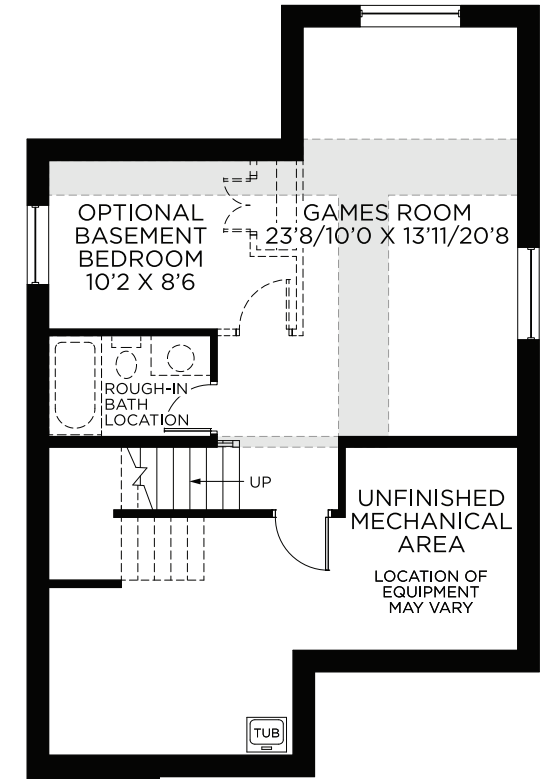 OPTIONAL
BASEMENT
BEDROOM
10'2 X 8'6
GAMES ROOM
23'8/10'0 X 13'11/20'8
ROUGH-IN
BATH
LOCATION
UP
UNFINISHED
MECHANICAL
AREA
LOCATION OF
EQUIPMENT
MAY VARY
TUB